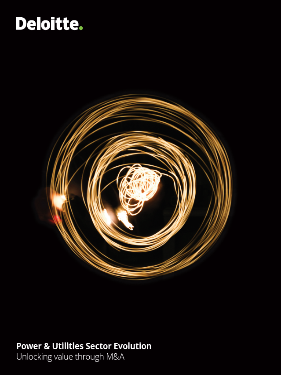 Deloitte.
Power & Utilities Sector Evolution
Unlocking value through M&A